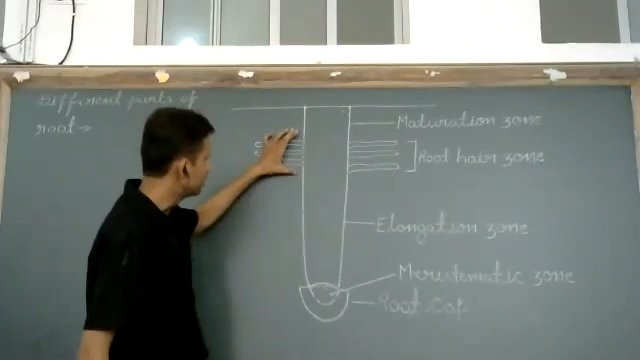 Different parts of
root→
Maturation zone
Root hair zone
Elongation zone
Meristematic zone
Root cap